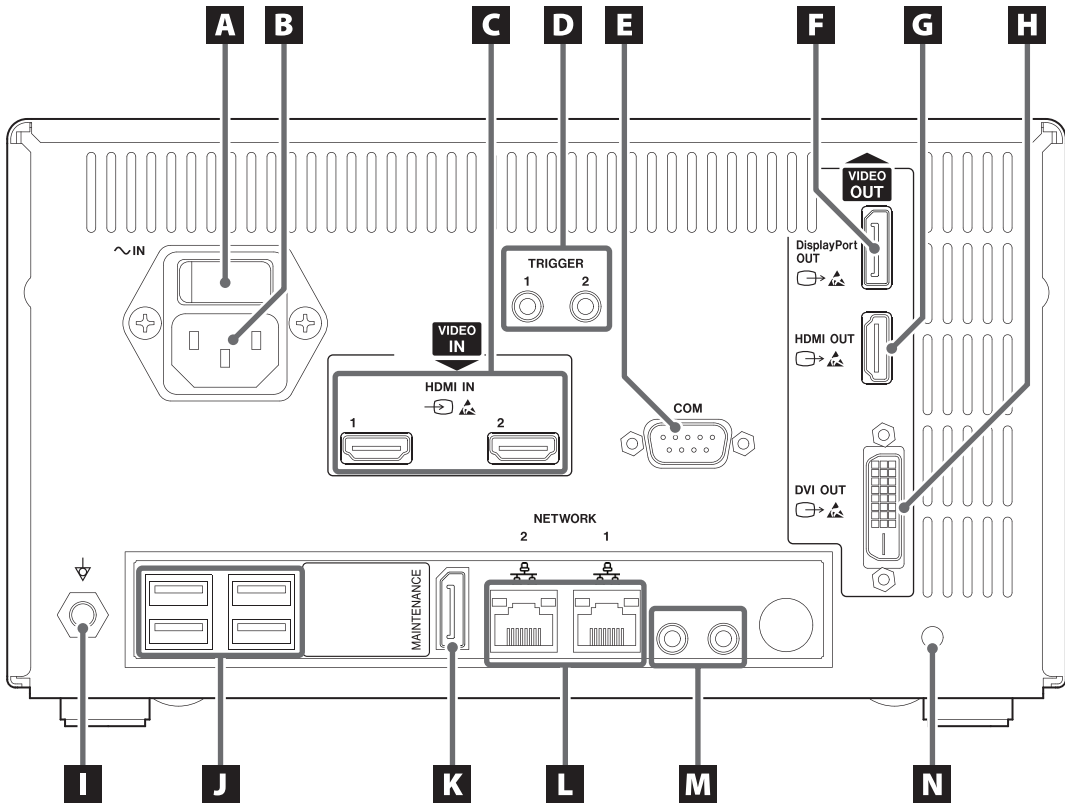 A B C D E F G H
VIDEO
OUT
∼IN
DisplayPort
OUT
TRIGGER
1 2
VIDEO
IN
HDMI OUT
HDMI IN
1 2
COM
DVI OUT
NETWORK
2 1
MAINTENANCE
I J K L M N